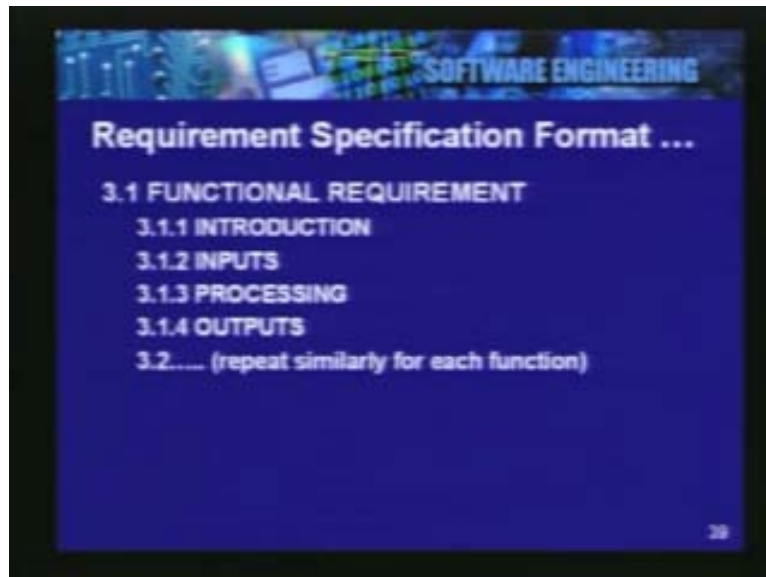 SOFTWARE ENGINEERING
Requirement Specification Format ...
3.1 FUNCTIONAL REQUIREMENT
3.1.1 INTRODUCTION
3.1.2 INPUTS
3.1.3 PROCESSING
3.1.4 OUTPUTS
3.2..... (repeat similarly for each function)
39